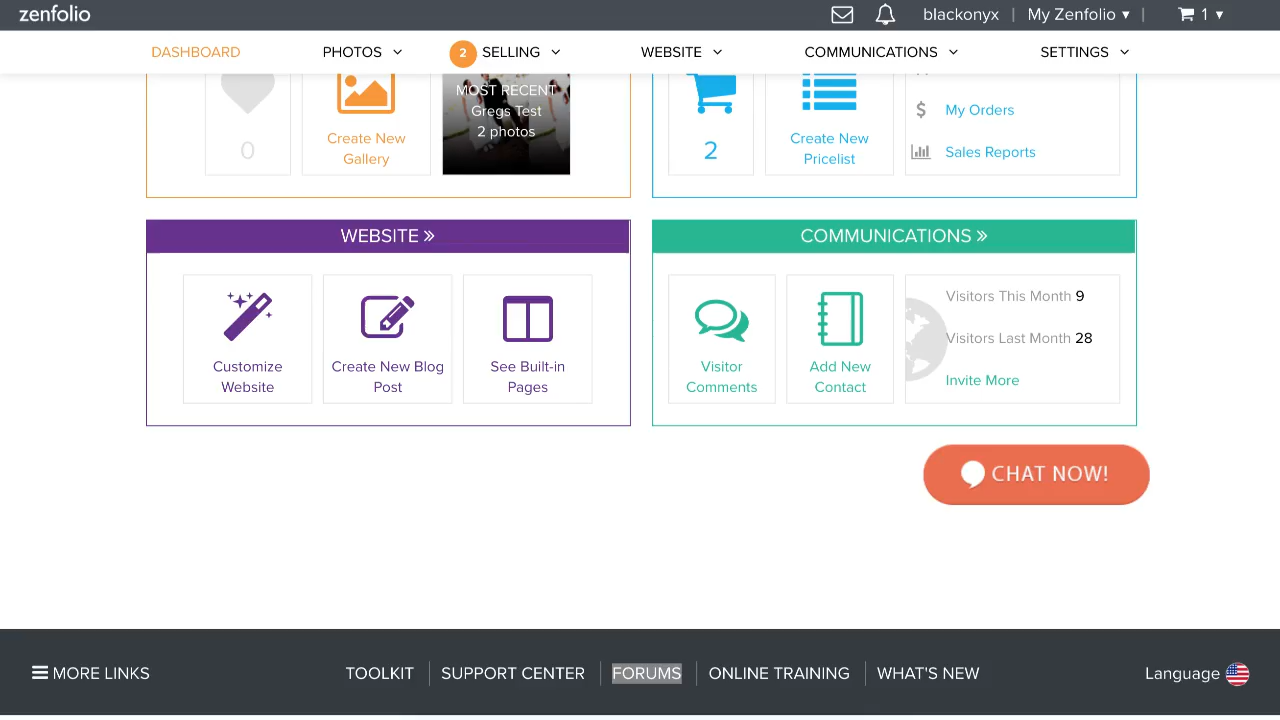 zenfolio
blackonyx | My Zenfolio ▾ | 1 ▾
DASHBOARD PHOTOS 2 SELLING WEBSITE COMMUNICATIONS SETTINGS
0
Create New
Gallery
MOST RECENT
Gregs Test
2 photos
2
Create New
Pricelist
My Orders
Sales Reports
WEBSITE »
Customize
Website
Create New Blog
Post
See Built-in
Pages
COMMUNICATIONS »
Visitor
Comments
Add New
Contact
Visitors This Month 9
Visitors Last Month 28
Invite More
CHAT NOW!
MORE LINKS TOOLKIT | SUPPORT CENTER | FORUMS | ONLINE TRAINING | WHAT'S NEW Language